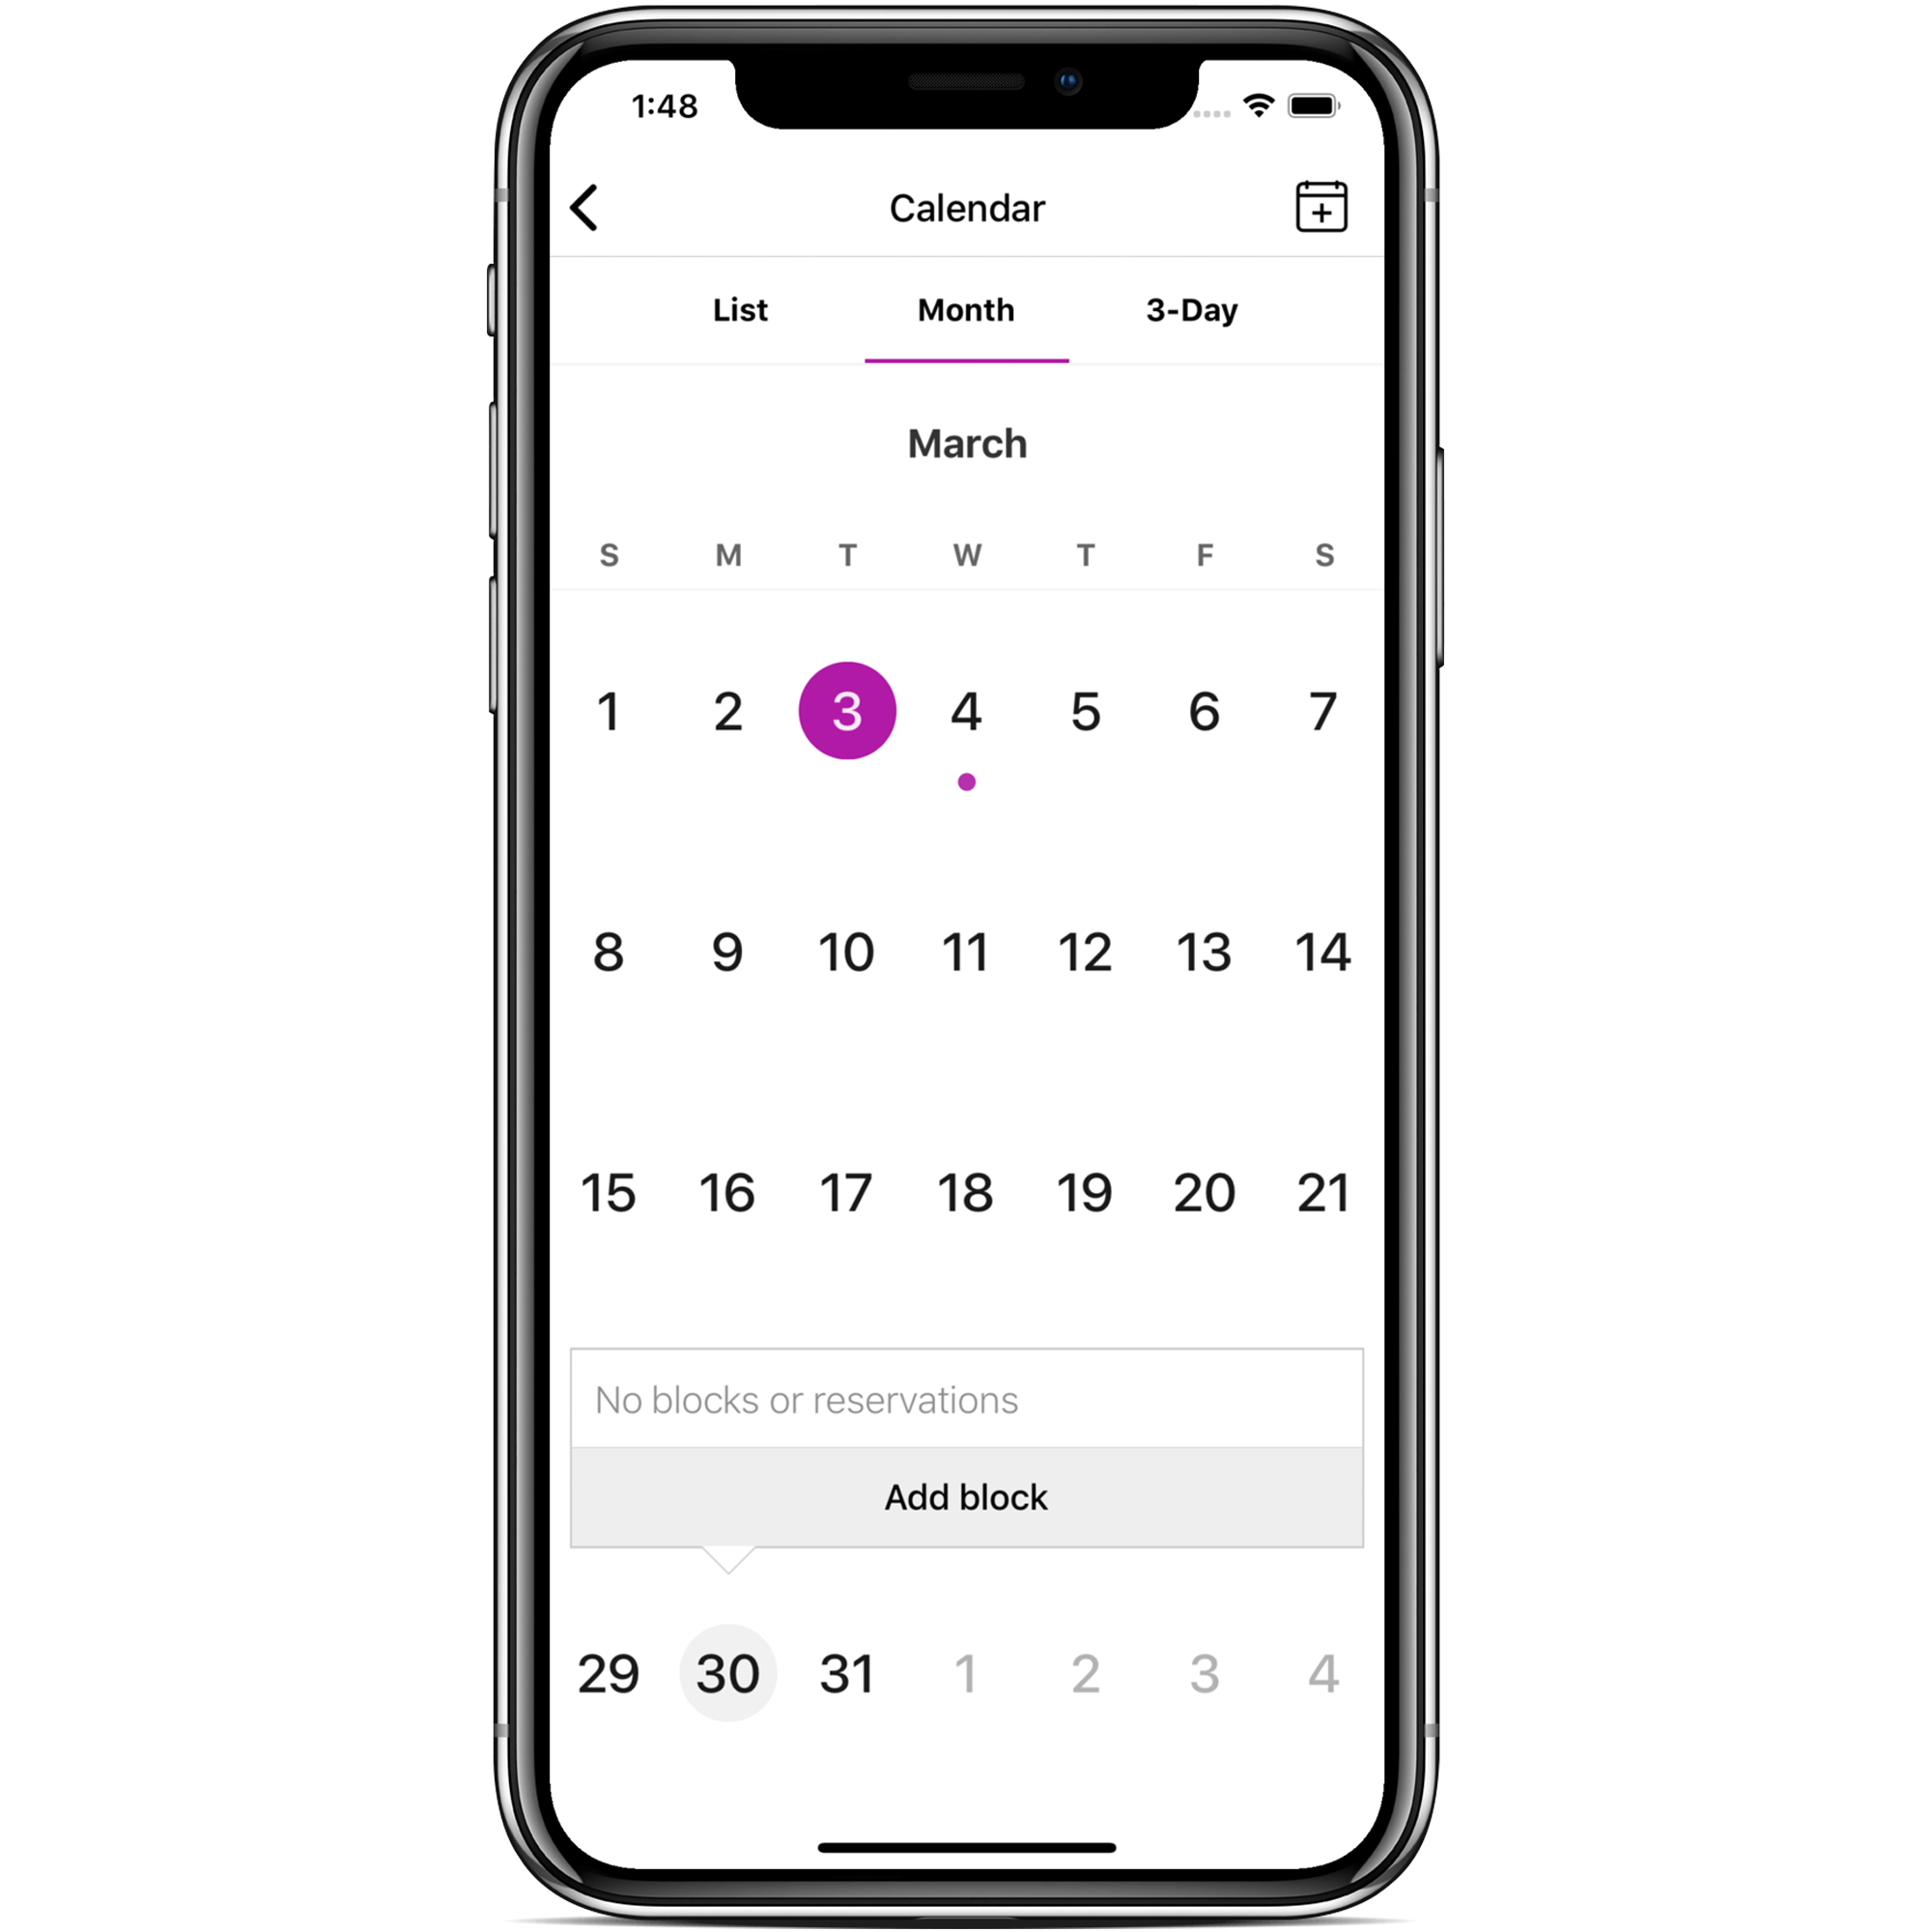 1:48
Calendar
List Month 3-Day
March
S M T W T F S
1 2 3 4 5 6 7
8 9 10 11 12 13 14
15 16 17 18 19 20 21
No blocks or reservations
Add block
29 30 31 1 2 3 4